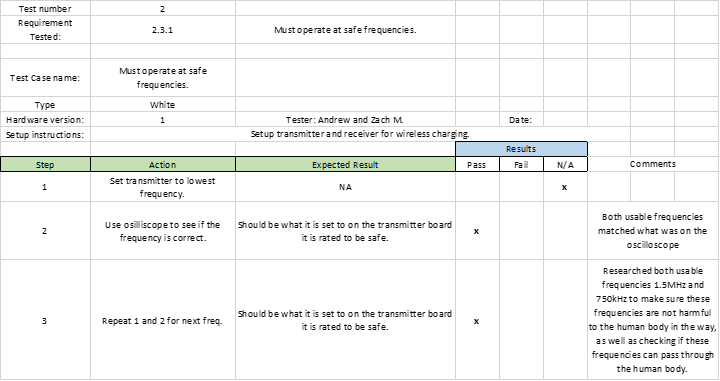 Test number 2
Requirement
Tested:
2.3.1
Must operate at safe frequencies.
Test Case name:
Must operate at safe
frequencies.
Type White
Hardware version: 1 Tester: Andrew and Zach M. Date:
Setup instructions: Setup transmitter and receiver for wireless charging.
Results
Step Action Expected Result Pass Fail N/A Comments
1
Set transmitter to lowest
frequency.
NA
x
2
Use osilliscope to see if the
frequency is correct.
Should be what it is set to on the transmitter board
it is rated to be safe.
x
Both usable frequencies
matched what was on the
oscilloscope
3
Repeat 1 and 2 for next freq.
Should be what it is set to on the transmitter board
it is rated to be safe.
x
Researched both usable
frequencies 1.5MHz and
750kHz to make sure these
frequencies are not harmful
to the human body in the way,
as well as checking if these
frequencies can pass through
the human body.